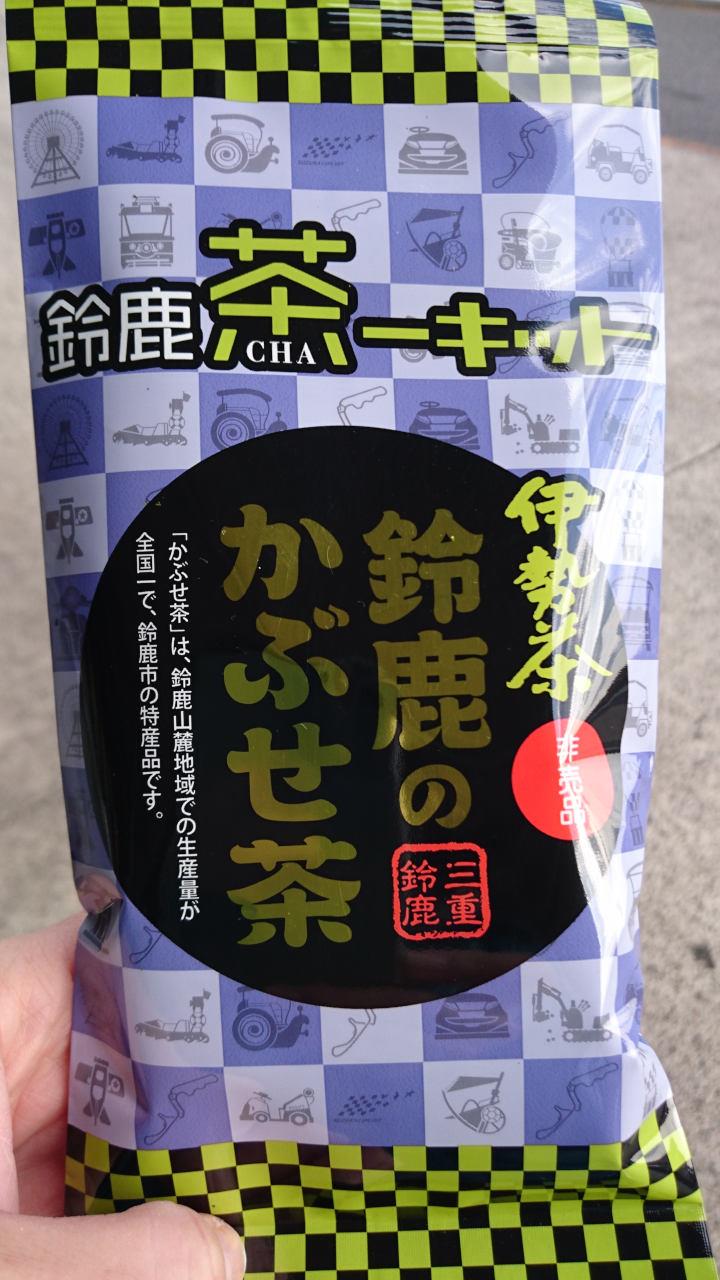 鈴鹿茶ーキット
CHA
伊勢茶
非売品
鈴鹿の
かぶせ茶
三重
鈴鹿
「かぶせ茶」は、鈴鹿山麓地域での生産量が
全国一で、鈴鹿市の特産品です。